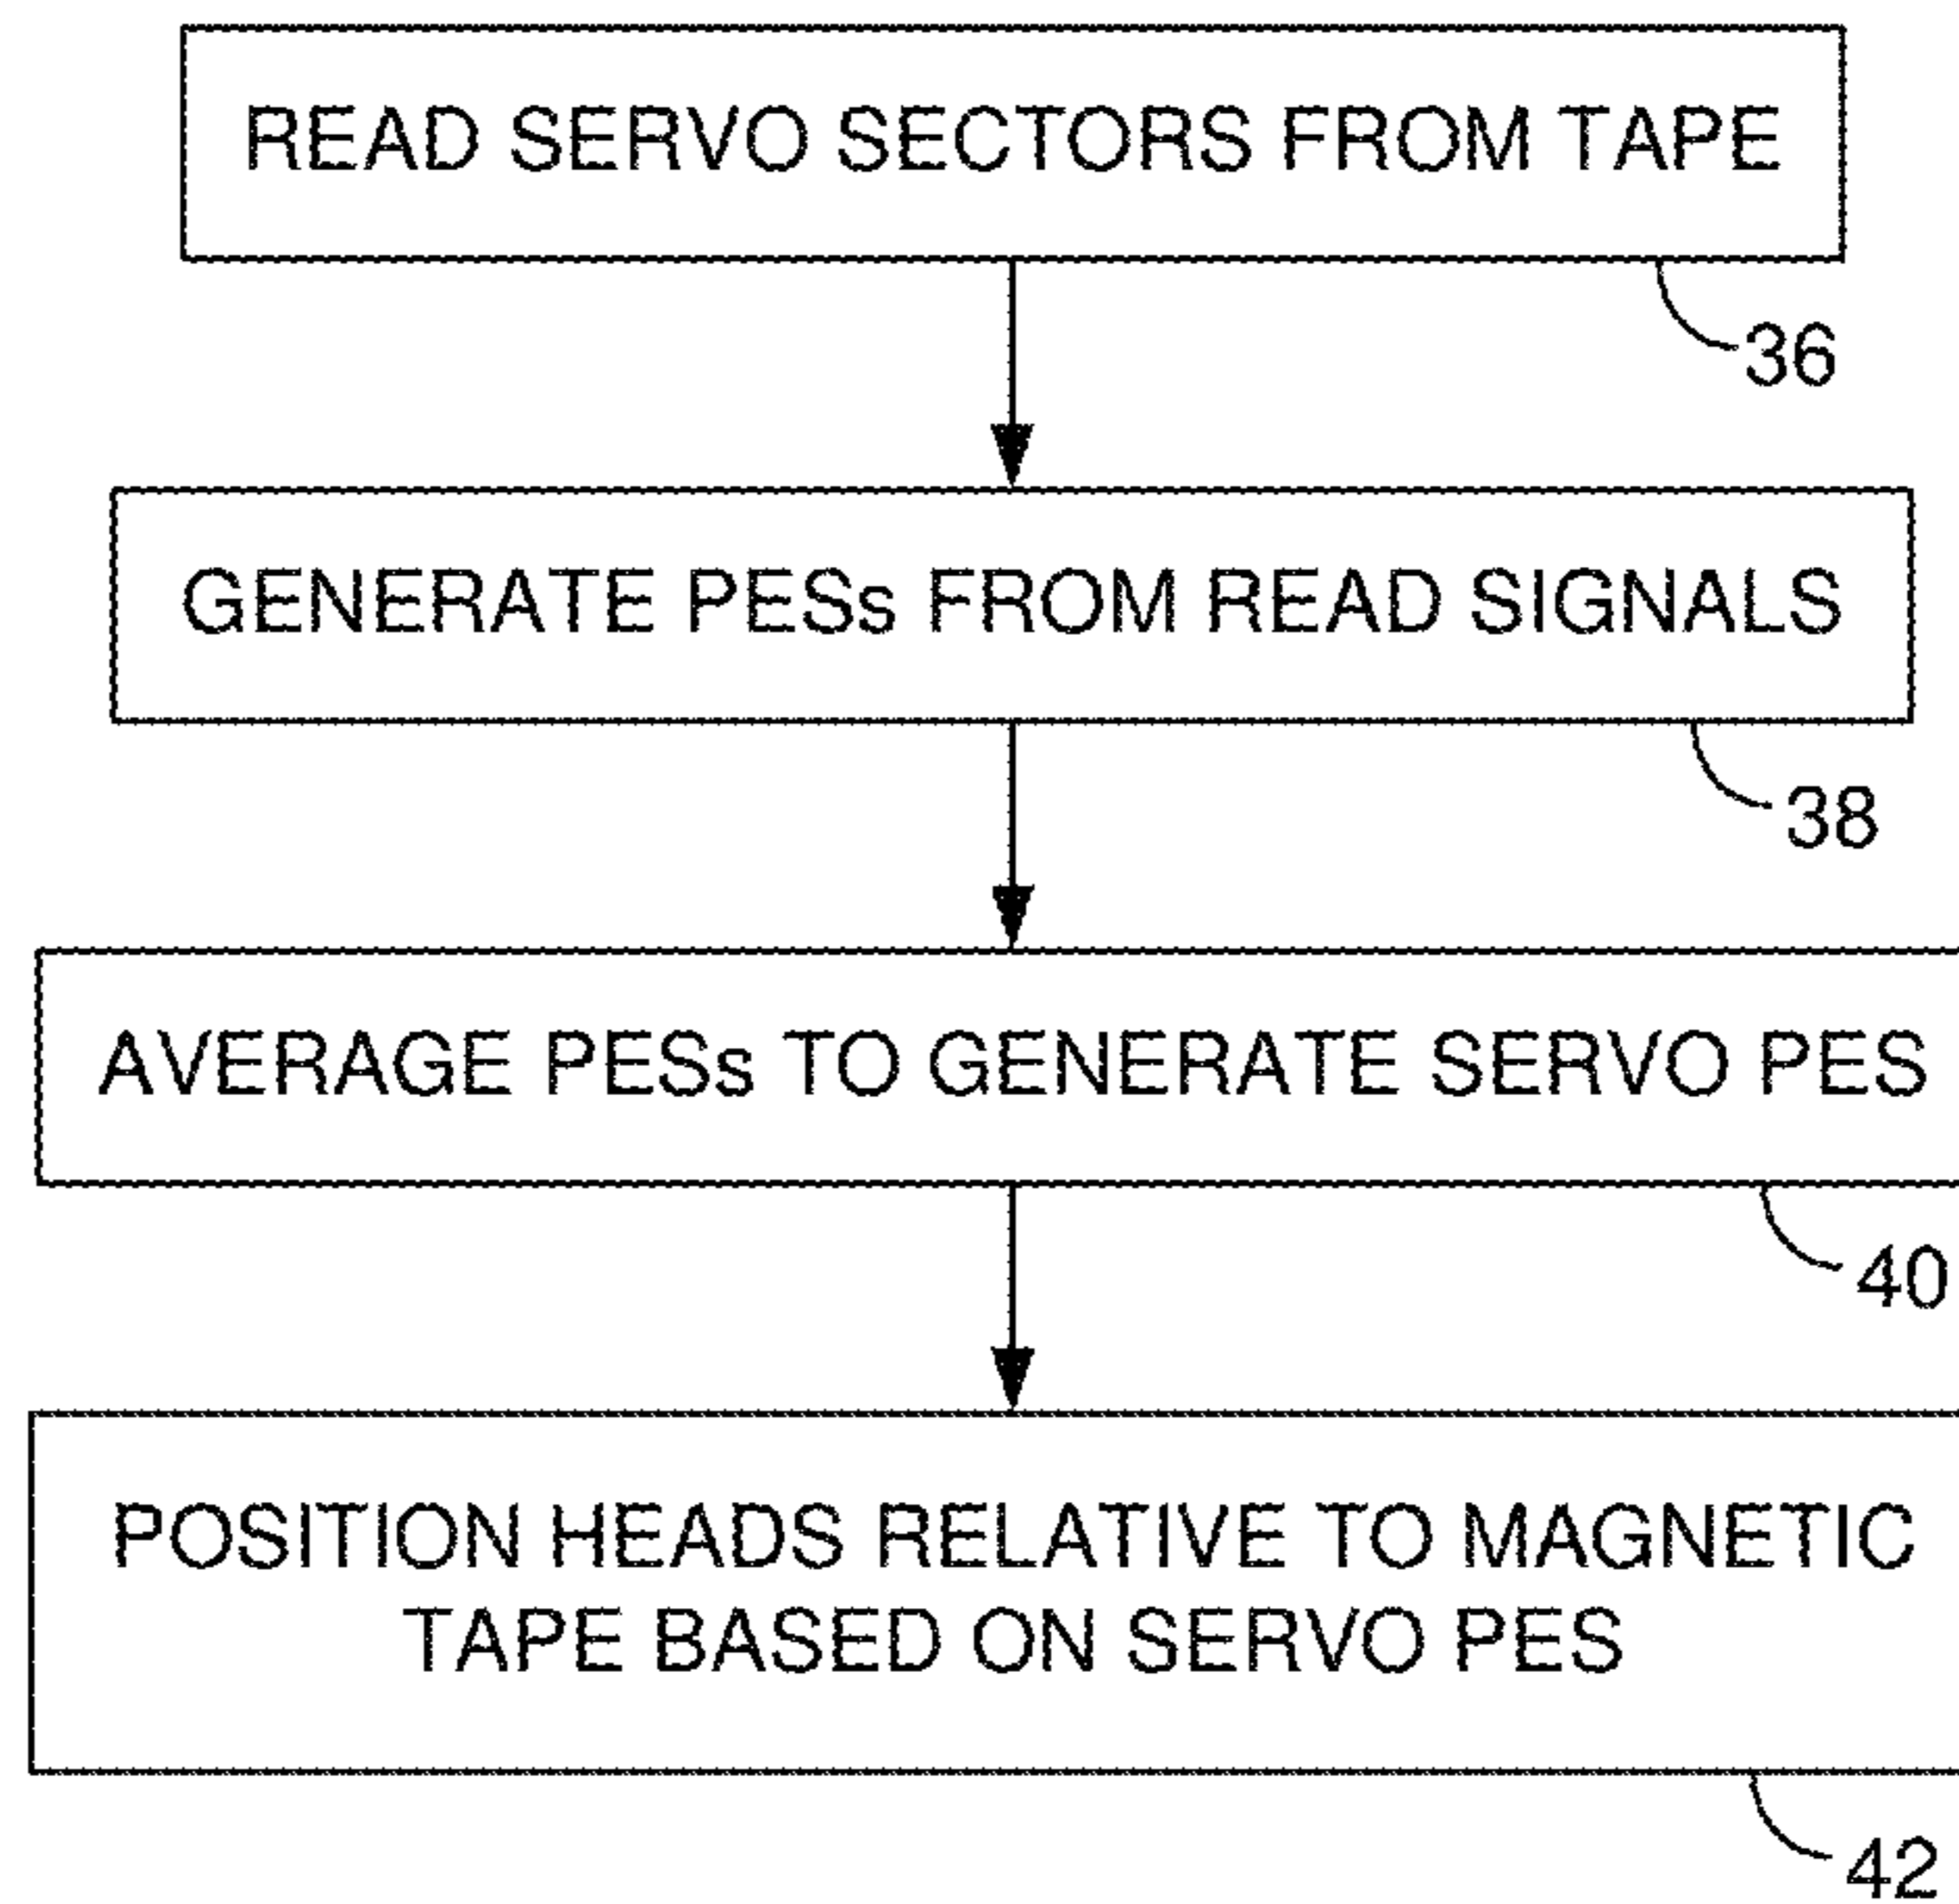 READ SERVO SECTORS FROM TAPE
36
GENERATE PESs FROM READ SIGNALS
38
AVERAGE PESs TO GENERATE SERVO PES
40
POSITION HEADS RELATIVE TO MAGNETIC
TAPE BASED ON SERVO PES
42